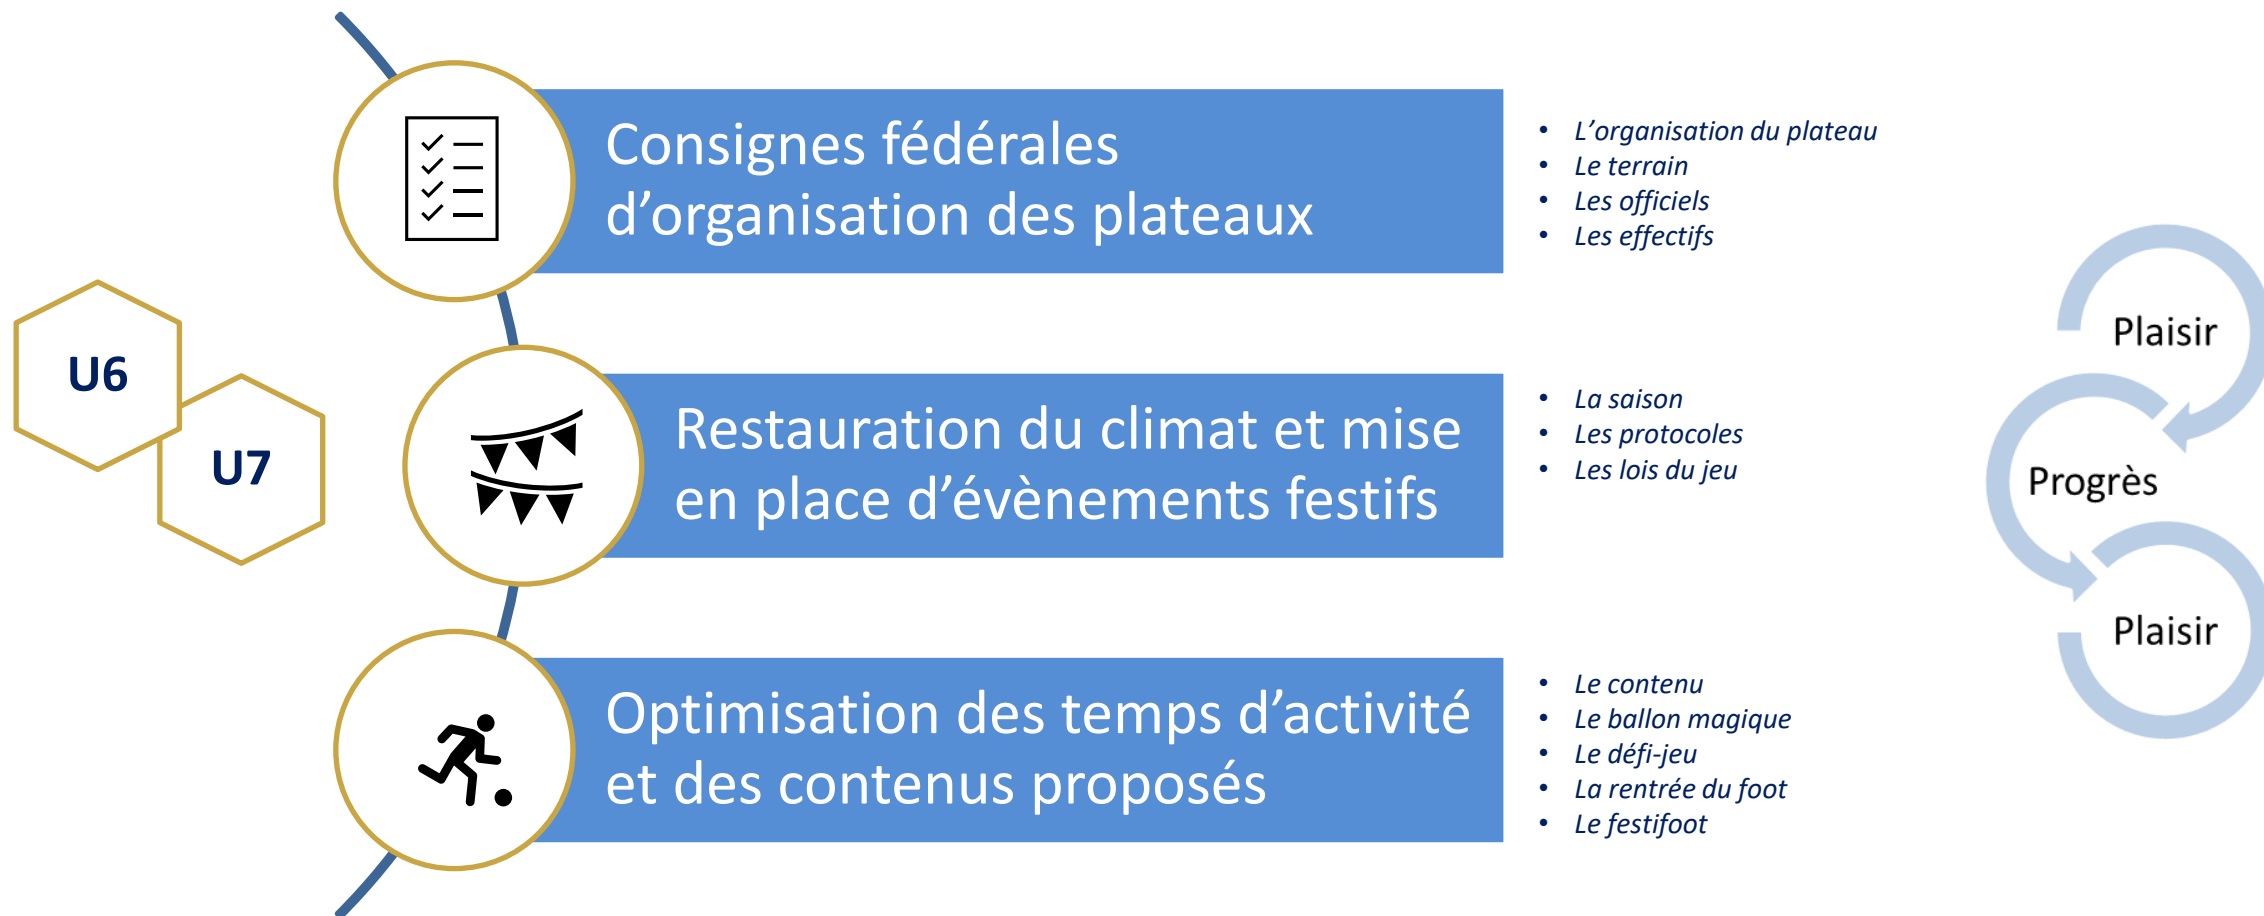 U6
U7
Consignes fédérales
d’organisation des plateaux
• L’organisation du plateau
• Le terrain
• Les officiels
• Les effectifs
Restauration du climat et mise
en place d’évènements festifs
• La saison
• Les protocoles
• Les lois du jeu
Optimisation des temps d’activité
et des contenus proposés
• Le contenu
• Le ballon magique
• Le défi-jeu
• La rentrée du foot
• Le festifoot
Plaisir
Progrès
Plaisir